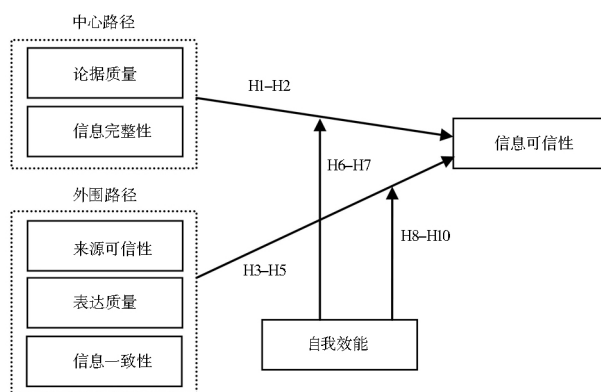 中心路径
论据质量
信息完整性
H1-H2
信息可信性
H6-H7
外围路径
来源可信性
表达质量
信息一致性
H3-H5
H8-H10
自我效能